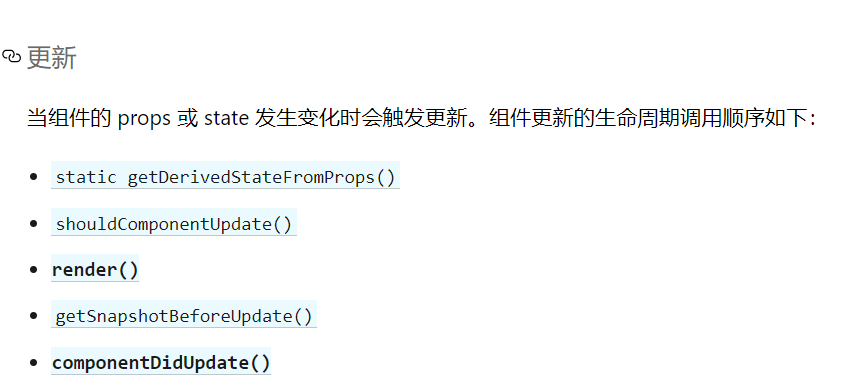 更新
当组件的 props 或 state 发生变化时会触发更新。组件更新的生命周期调用顺序如下：
static getDerivedStateFromProps()
shouldComponentUpdate()
render()
getSnapshotBeforeUpdate()
componentDidUpdate()